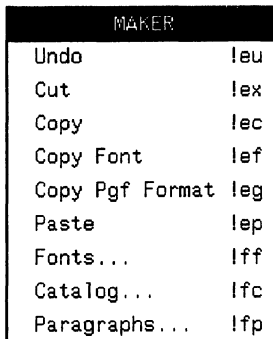 MAKER
Undo !eu
Cut !ex
Copy !ec
Copy Font !ef
Copy Pgf Format !eg
Paste !ep
Fonts... !ff
Catalog... !fc
Paragraphs... !fp